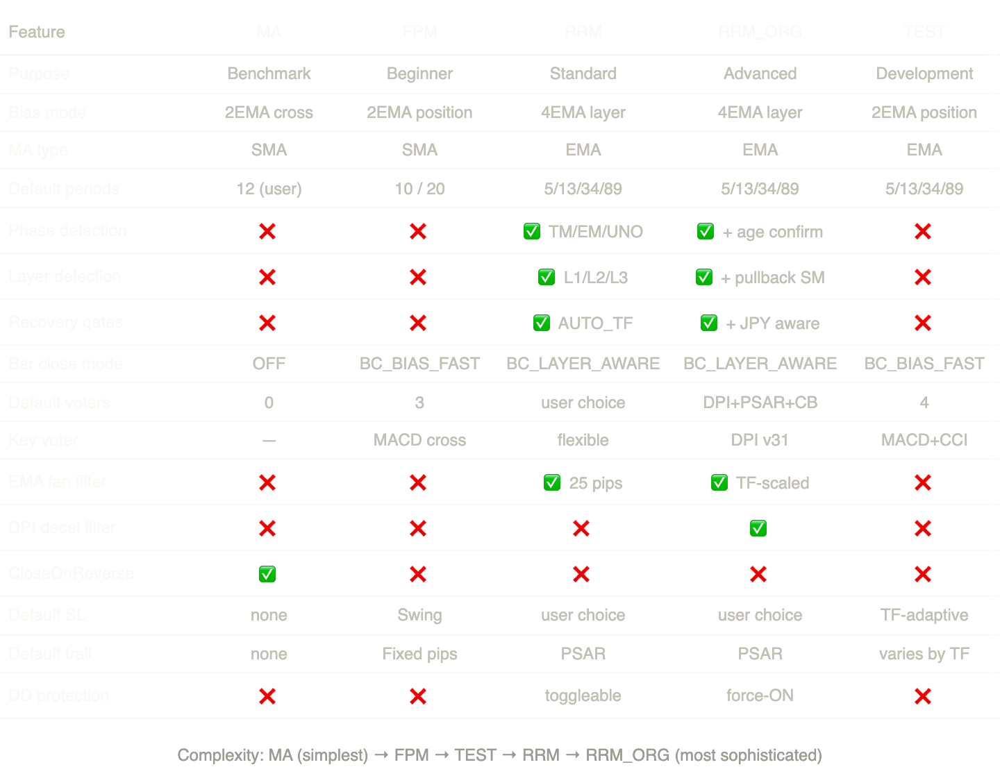 Feature MA FPM RRM RRM_ORG TEST
Purpose Benchmark Beginner Standard Advanced Development
Bias mode 2EMA cross 2EMA position 4EMA layer 4EMA layer 2EMA position
MA type SMA SMA EMA EMA EMA
Default periods 12 (user) 10 / 20 5/13/34/89 5/13/34/89 5/13/34/89
Phase detection ❌ ❌ ✅ TM/EM/UNO ✅ + age confirm ❌
Layer detection ❌ ❌ ✅ L1/L2/L3 ✅ + pullback SM ❌
Recovery gates ❌ ❌ ✅ AUTO_TF ✅ + JPY aware ❌
Bar close mode OFF BC_BIAS_FAST BC_LAYER_AWARE BC_LAYER_AWARE BC_BIAS_FAST
Default voters 0 3 user choice DPI+PSAR+CB 4
Key voter — MACD cross flexible DPI v31 MACD+CCI
EMA fan filter ❌ ❌ ✅ 25 pips ✅ TF-scaled ❌
DPI decel filter ❌ ❌ ❌ ✅ ❌
CloseOnReverse ✅ ❌ ❌ ❌ ❌
Default SL none Swing user choice user choice TF-adaptive
Default trail none Fixed pips PSAR PSAR varies by TF
DD protection ❌ ❌ toggleable force-ON ❌
Complexity: MA (simplest) → FPM → TEST → RRM → RRM_ORG (most sophisticated)